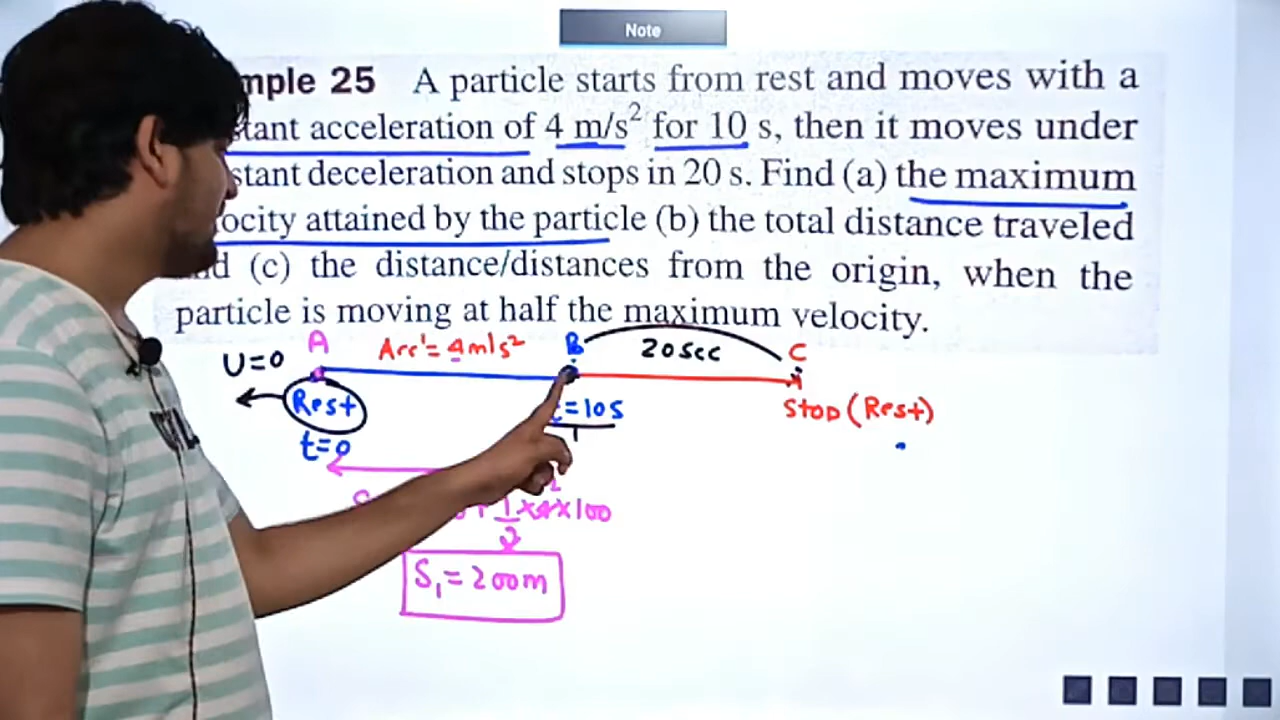 Note
mple 25 A particle starts from rest and moves with a
stant acceleration of 4 m/s² for 10 s, then it moves under
stant deceleration and stops in 20 s. Find (a) the maximum
ocity attained by the particle (b) the total distance traveled
d (c) the distance/distances from the origin, when the
particle is moving at half the maximum velocity.
U=0 A Acc'=4m/s² B 20Sec C
Rest =10s Stop (Rest)
t=0
+ 1/2 x4x100
S₁=200m